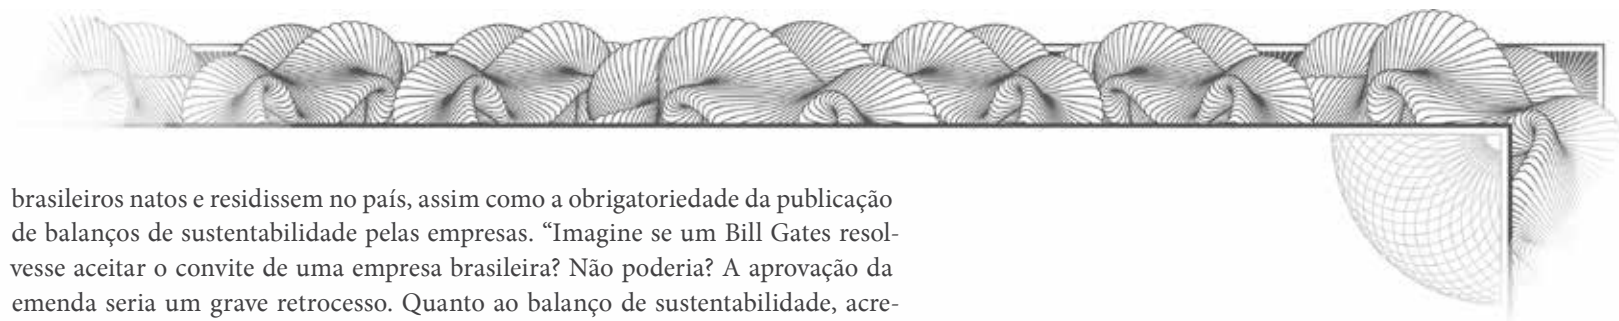 brasileiros natos e residissem no país, assim como a obrigatoriedade da publicação
de balanços de sustentabilidade pelas empresas. “Imagine se um Bill Gates resol-
vesse aceitar o convite de uma empresa brasileira? Não poderia? A aprovação da
emenda seria um grave retrocesso. Quanto ao balanço de sustentabilidade, acre-